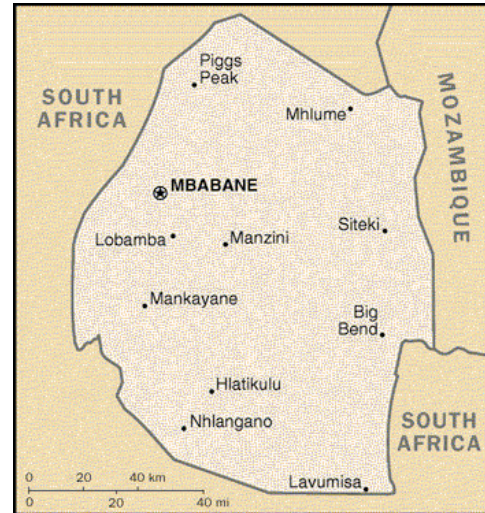 Piggs
Peak
SOUTH
AFRICA
Mhlume
MOZAMBIQUE
MBABANE
Lobamba
Manzini
Siteki
Mankayane
Big
Bend
Hlatikulu
Nhlangano
SOUTH
AFRICA
0 20 40 km
0 20 40 mi
Lavumisa